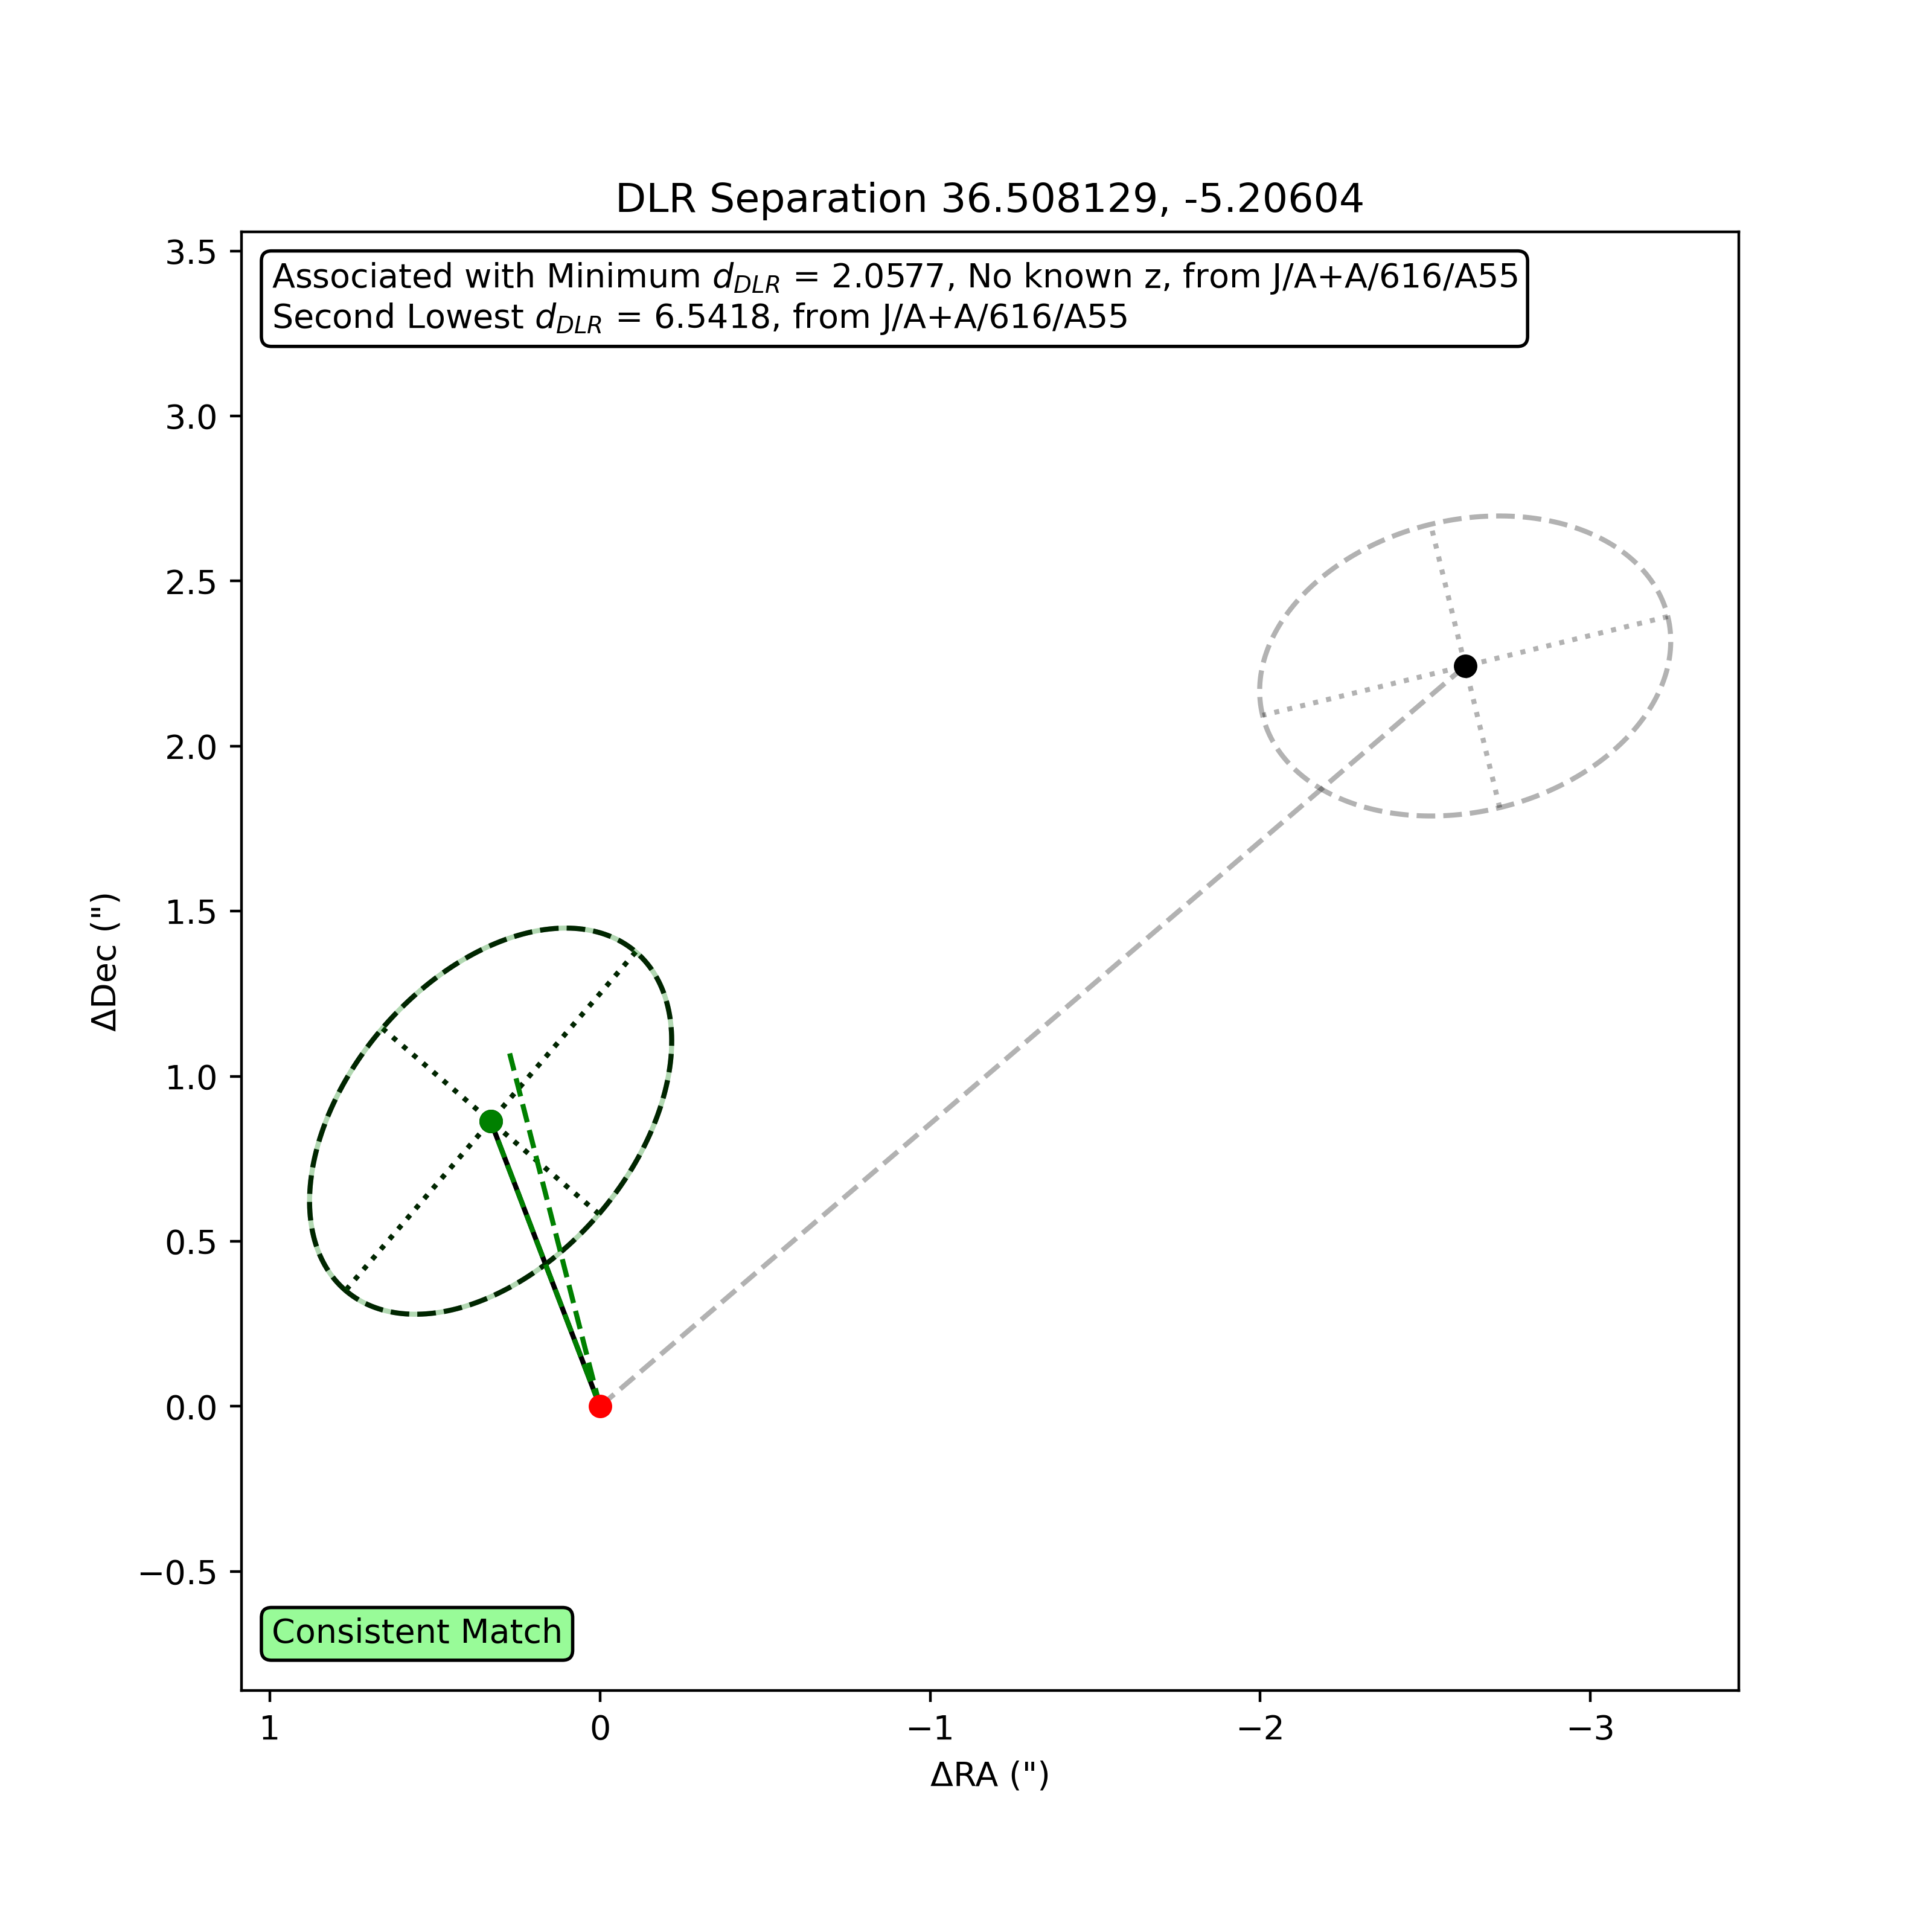 DLR Separation 36.508129, -5.20604
Associated with Minimum d_DLR = 2.0577, No known z, from J/A+A/616/A55
Second Lowest d_DLR = 6.5418, from J/A+A/616/A55
3.5
3.0
2.5
2.0
1.5
1.0
0.5
0.0
−0.5
ΔDec (")
Consistent Match
1 0 −1 −2 −3
ΔRA (")